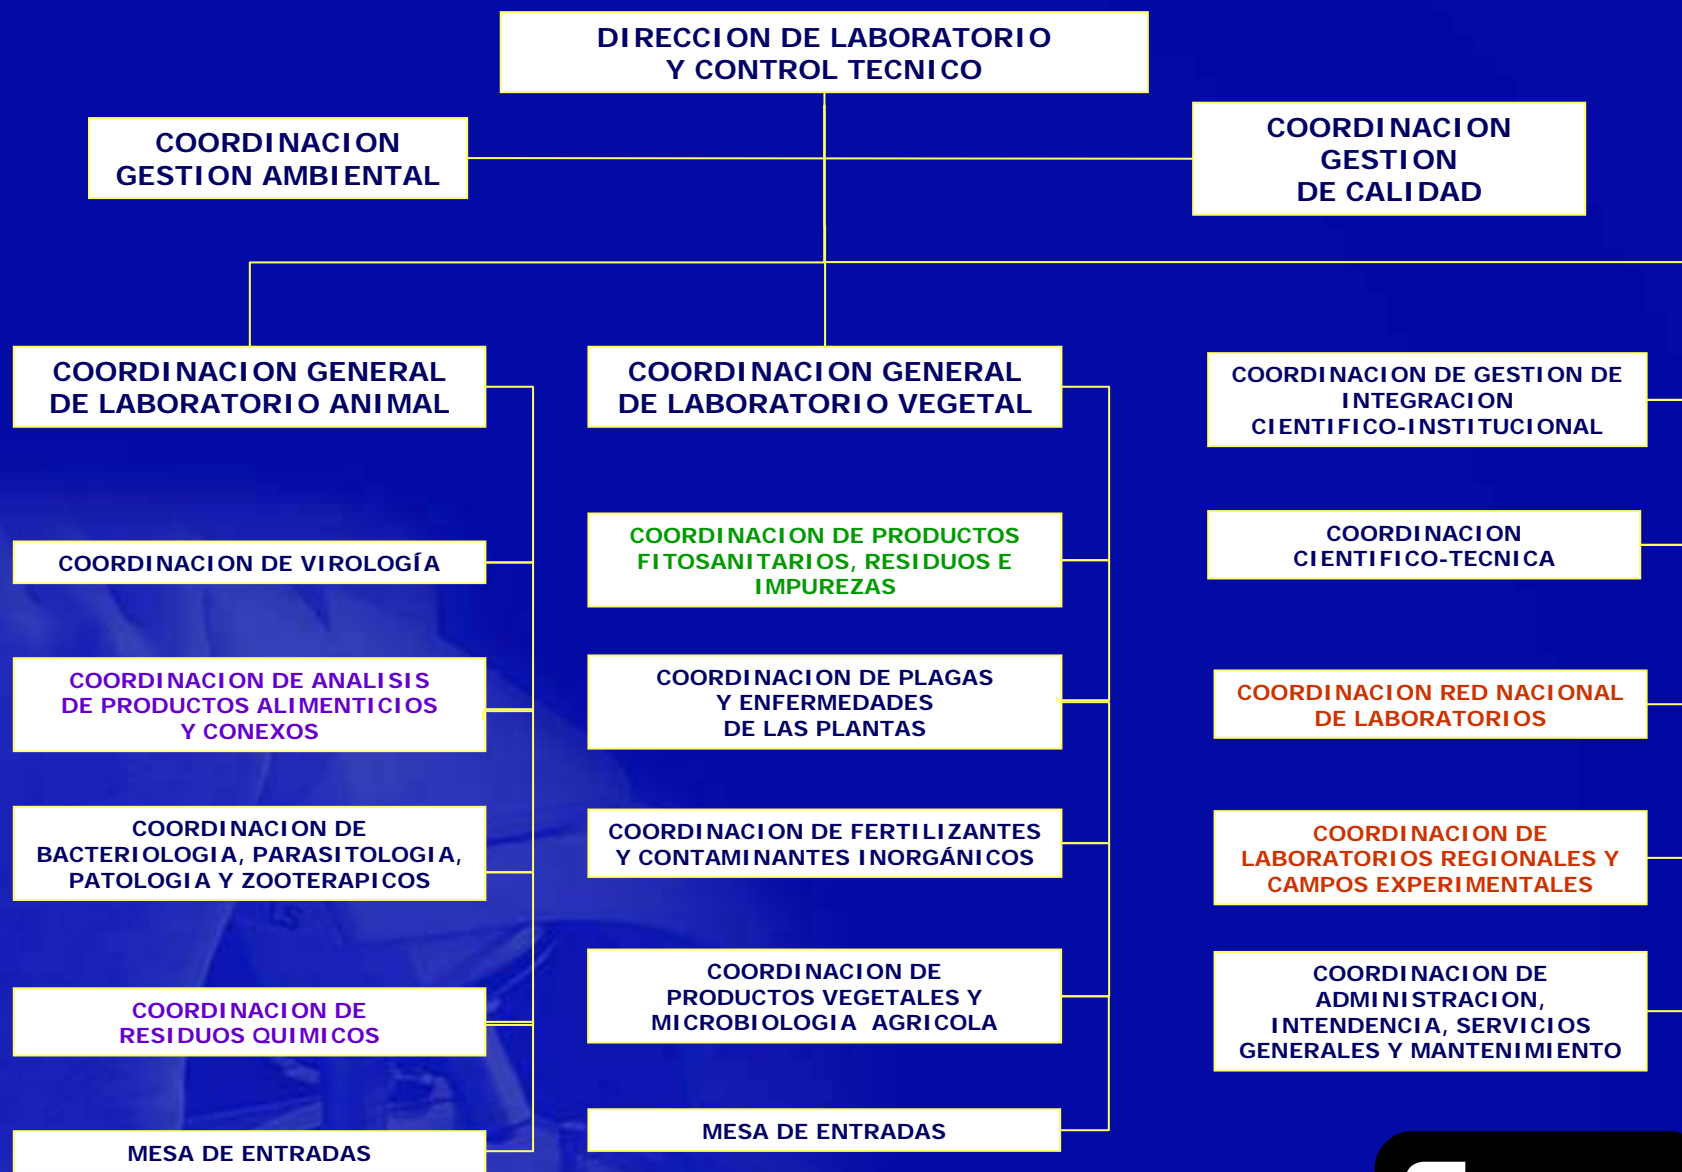 DIRECCION DE LABORATORIO
Y CONTROL TECNICO
COORDINACION
GESTION AMBIENTAL
COORDINACION
GESTION
DE CALIDAD
COORDINACION GENERAL
DE LABORATORIO ANIMAL
COORDINACION DE VIROLOGÍA
COORDINACION DE ANALISIS
DE PRODUCTOS ALIMENTICIOS
Y CONEXOS
COORDINACION DE
BACTERIOLOGIA, PARASITOLOGIA,
PATOLOGIA Y ZOOTERAPICOS
COORDINACION DE
RESIDUOS QUIMICOS
MESA DE ENTRADAS
COORDINACION GENERAL
DE LABORATORIO VEGETAL
COORDINACION DE PRODUCTOS
FITOSANITARIOS, RESIDUOS E
IMPUREZAS
COORDINACION DE PLAGAS
Y ENFERMEDADES
DE LAS PLANTAS
COORDINACION DE FERTILIZANTES
Y CONTAMINANTES INORGÁNICOS
COORDINACION DE
PRODUCTOS VEGETALES Y
MICROBIOLOGIA AGRICOLA
MESA DE ENTRADAS
COORDINACION DE GESTION DE
INTEGRACION
CIENTIFICO-INSTITUCIONAL
COORDINACION
CIENTIFICO-TECNICA
COORDINACION RED NACIONAL
DE LABORATORIOS
COORDINACION DE
LABORATORIOS REGIONALES Y
CAMPOS EXPERIMENTALES
COORDINACION DE
ADMINISTRACION,
INTENDENCIA, SERVICIOS
GENERALES Y MANTENIMIENTO